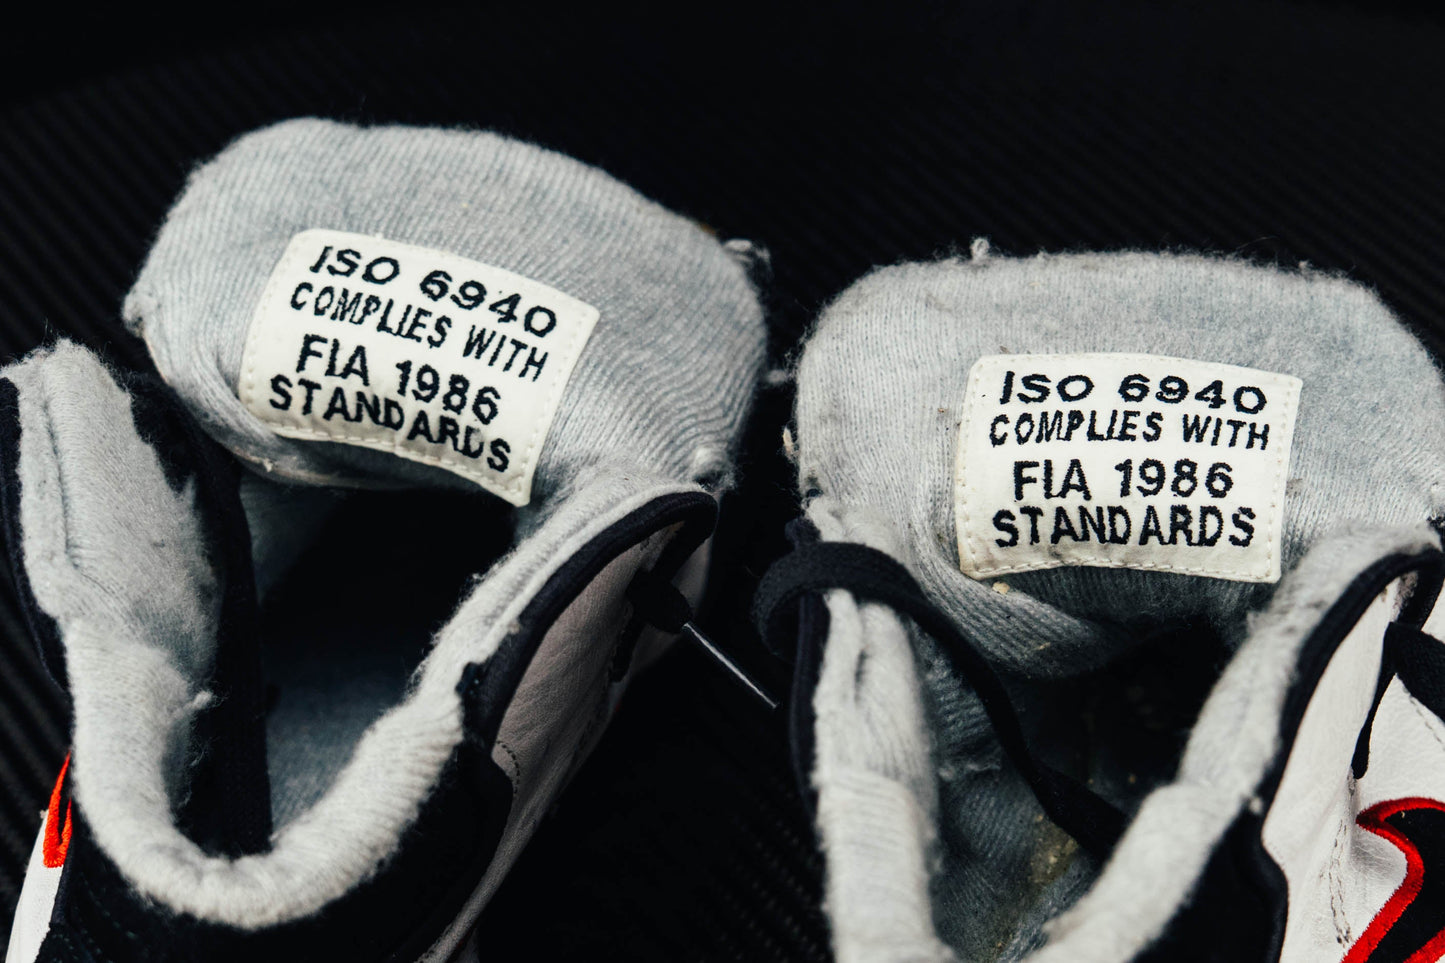 ISO 6940
COMPLIES WITH
FIA 1986
STANDARDS
ISO 6940
COMPLIES WITH
FIA 1986
STANDARDS